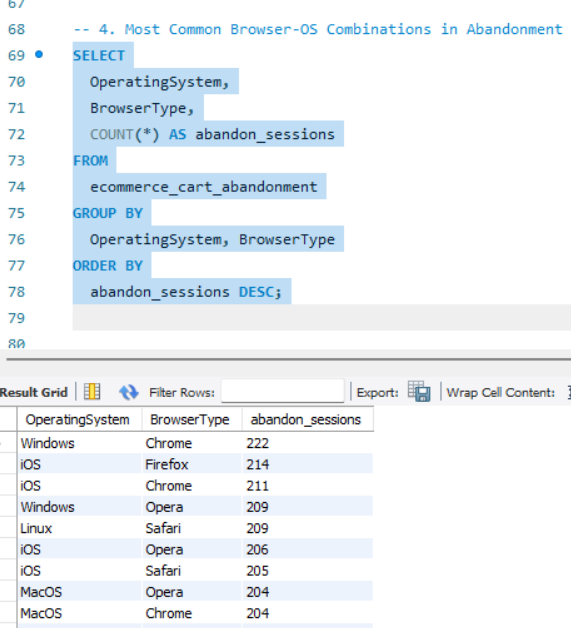 67
68 -- 4. Most Common Browser-OS Combinations in Abandonment
69 SELECT
70 OperatingSystem,
71 BrowserType,
72 COUNT(*) AS abandon_sessions
73 FROM
74 ecommerce_cart_abandonment
75 GROUP BY
76 OperatingSystem, BrowserType
77 ORDER BY
78 abandon_sessions DESC;
79
80
Result Grid Filter Rows: Export: Wrap Cell Content:
OperatingSystem BrowserType abandon_sessions
Windows Chrome 222
iOS Firefox 214
iOS Chrome 211
Windows Opera 209
Linux Safari 209
iOS Opera 206
iOS Safari 205
MacOS Opera 204
MacOS Chrome 204